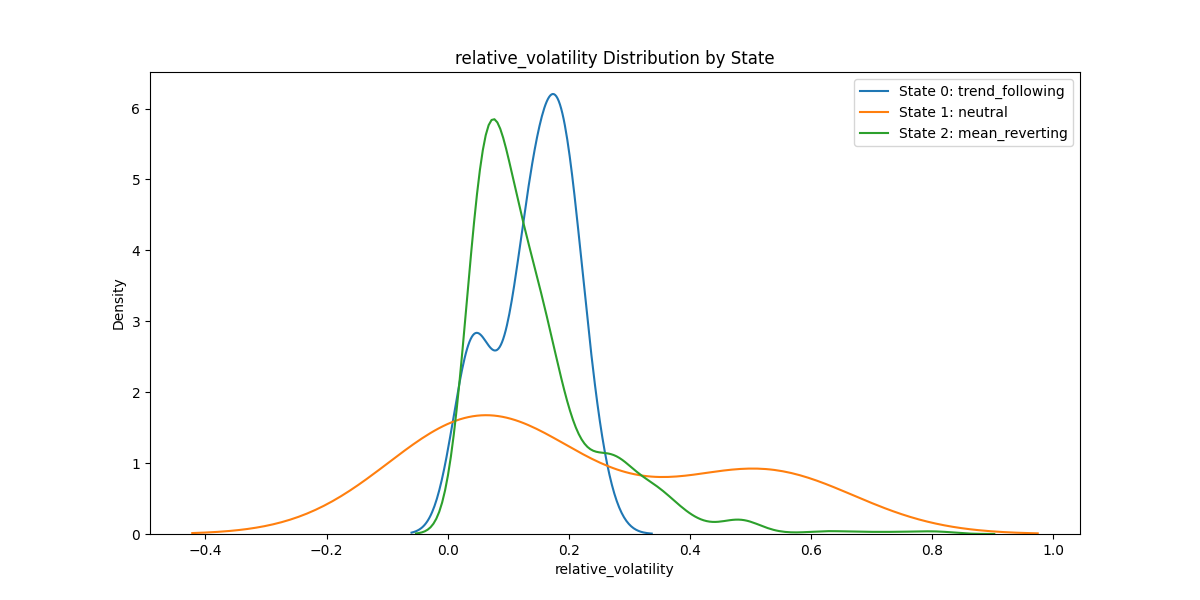 relative_volatility Distribution by State
State 0: trend_following
State 1: neutral
State 2: mean_reverting
Density
6
5
4
3
2
1
0
−0.4 −0.2 0.0 0.2 0.4 0.6 0.8 1.0
relative_volatility